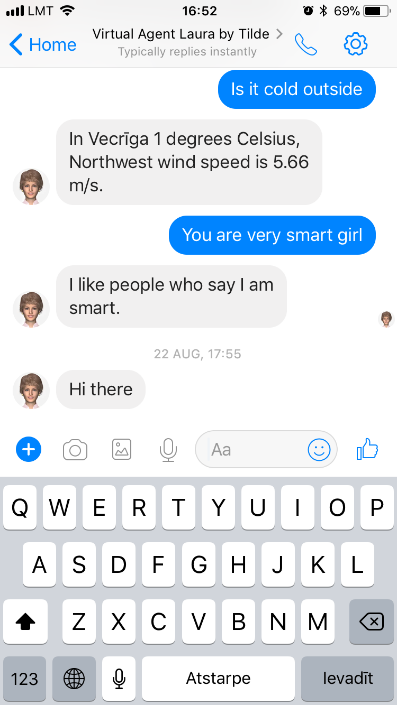 LMT 16:52 69%
Home Virtual Agent Laura by Tilde
Typically replies instantly
Is it cold outside
In Vecrīga 1 degrees Celsius,
Northwest wind speed is 5.66
m/s.
You are very smart girl
I like people who say I am
smart.
22 AUG, 17:55
Hi there
Aa
Q W E R T Y U I O P
A S D F G H J K L
Z X C V B N M
123 Atstarpe Ievadīt